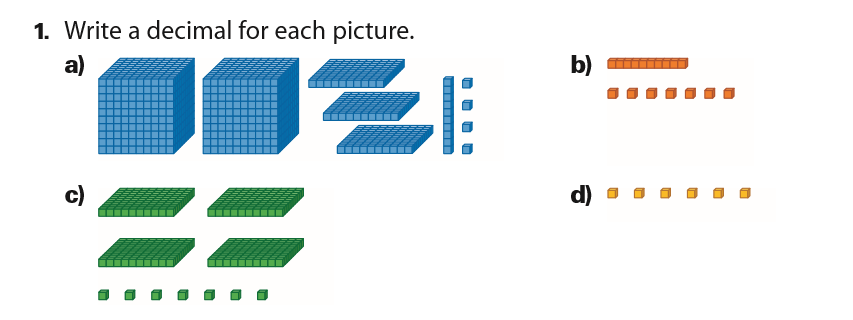 1. Write a decimal for each picture.
a)
b)
c)
d)